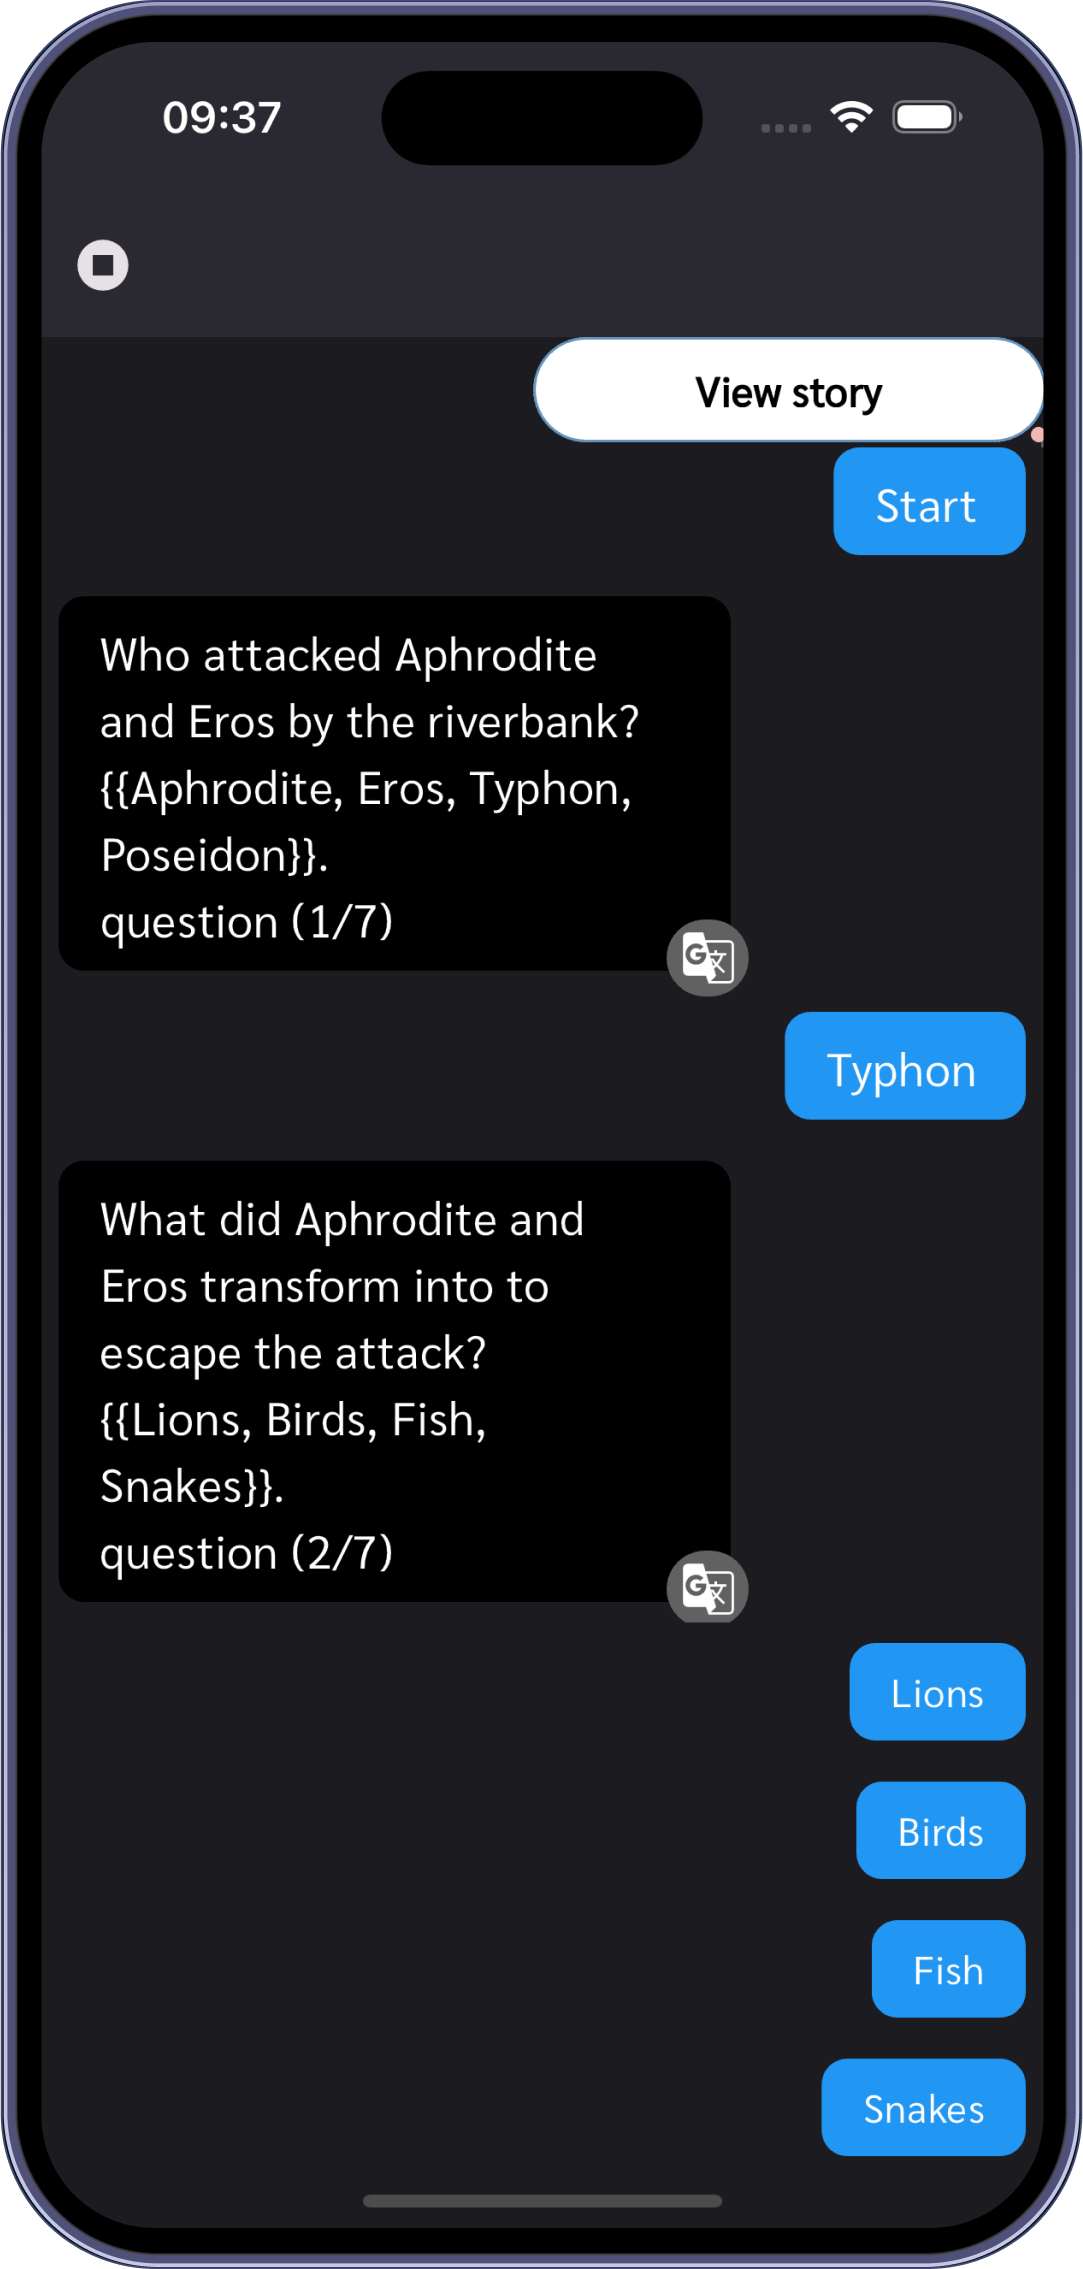 09:37
View story
Start
Who attacked Aphrodite
and Eros by the riverbank?
{{Aphrodite, Eros, Typhon,
Poseidon}}.
question (1/7)
Typhon
What did Aphrodite and
Eros transform into to
escape the attack?
{{Lions, Birds, Fish,
Snakes}}.
question (2/7)
Lions
Birds
Fish
Snakes